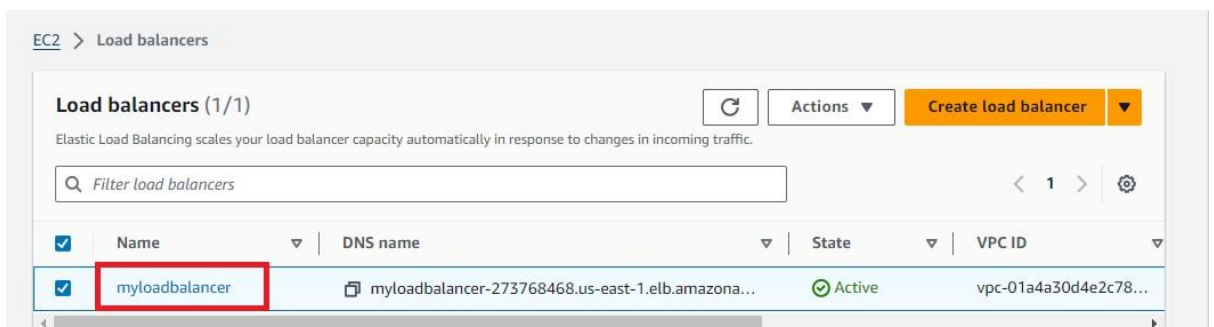 EC2 > Load balancers
Load balancers (1/1)
Actions
Create load balancer
Elastic Load Balancing scales your load balancer capacity automatically in response to changes in incoming traffic.
Filter load balancers
< 1 >
Name DNS name State VPC ID
myloadbalancer myloadbalancer-273768468.us-east-1.elb.amazona... Active vpc-01a4a30d4e2c78...